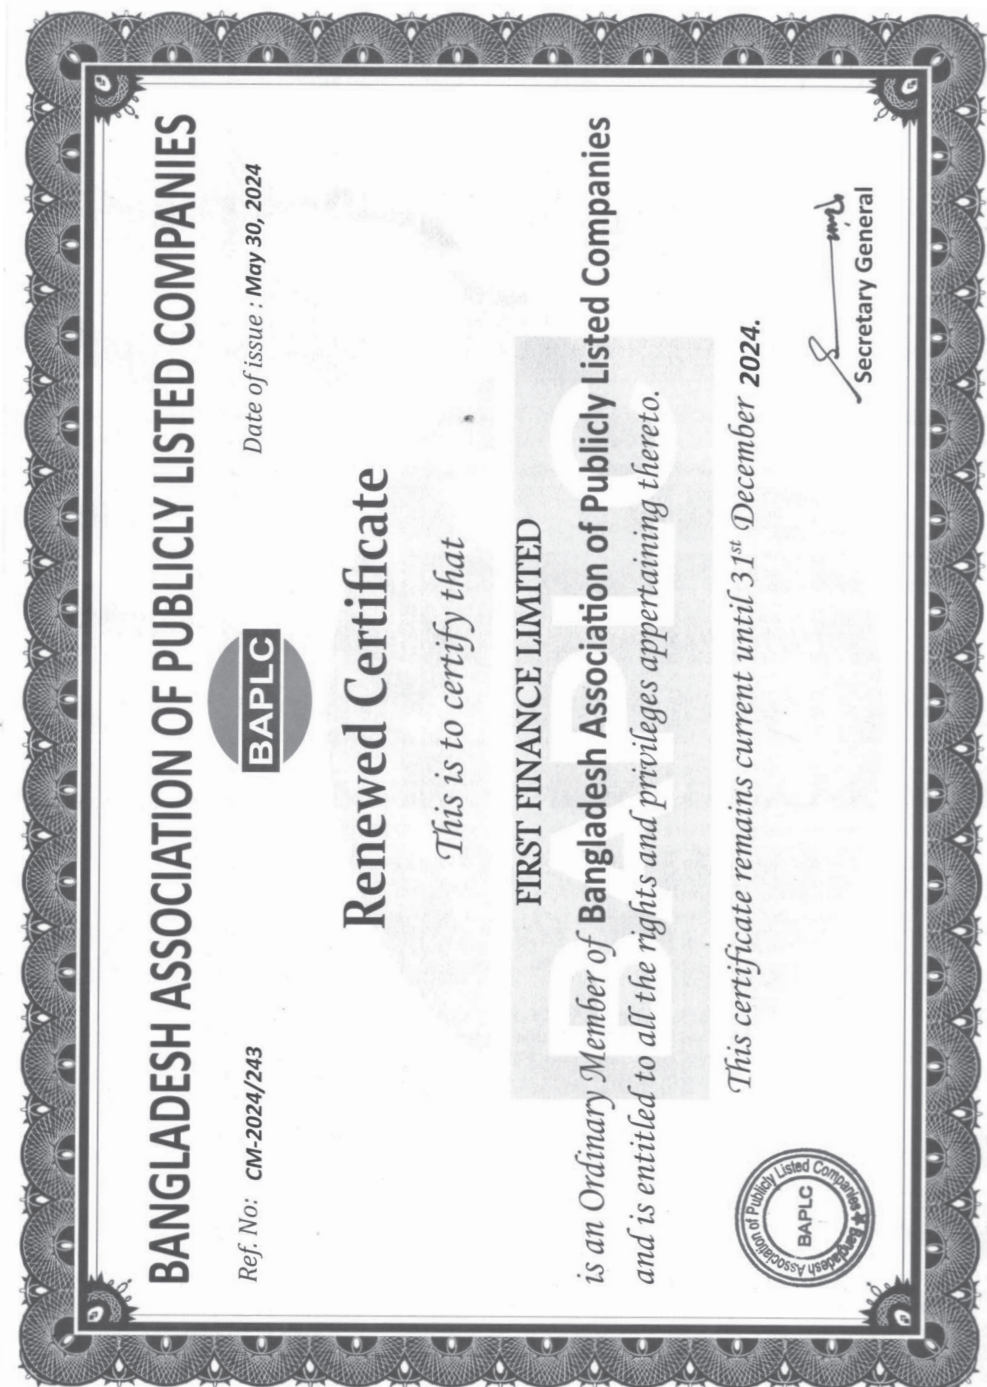 BANGLADESH ASSOCIATION OF PUBLICLY LISTED COMPANIES
Ref. No: CM-2024/243
BAPLC
Date of issue : May 30, 2024
Renewed Certificate
This is to certify that
FIRST FINANCE LIMITED
is an Ordinary Member of Bangladesh Association of Publicly Listed Companies
and is entitled to all the rights and privileges appertaining thereto.
BAPLC
This certificate remains current until 31st December 2024.
Bangladesh Association of Publicly Listed Companies
BAPLC
Secretary General